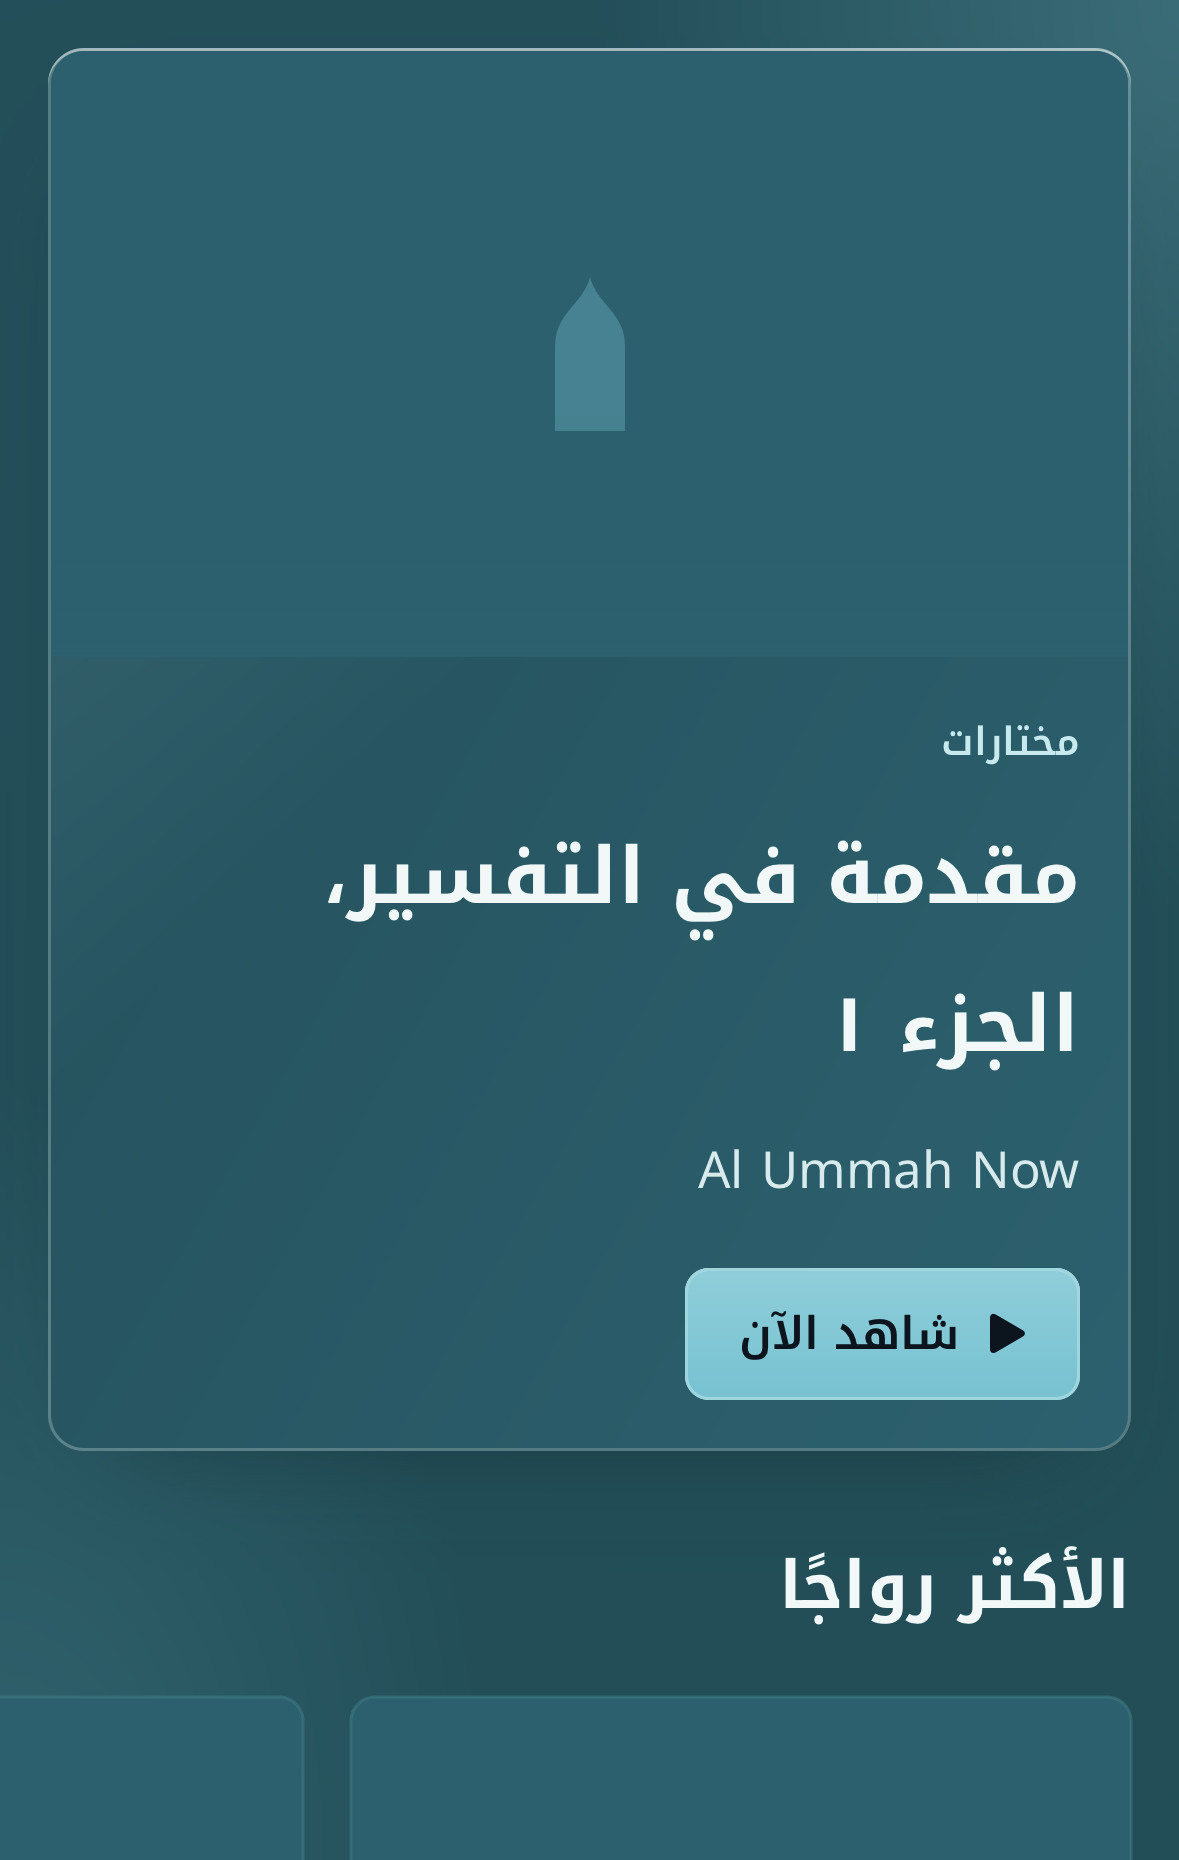 مختارات
مقدمة في التفسير،
الجزء ١
Al Ummah Now
شاهد الآن
الأكثر رواجًا